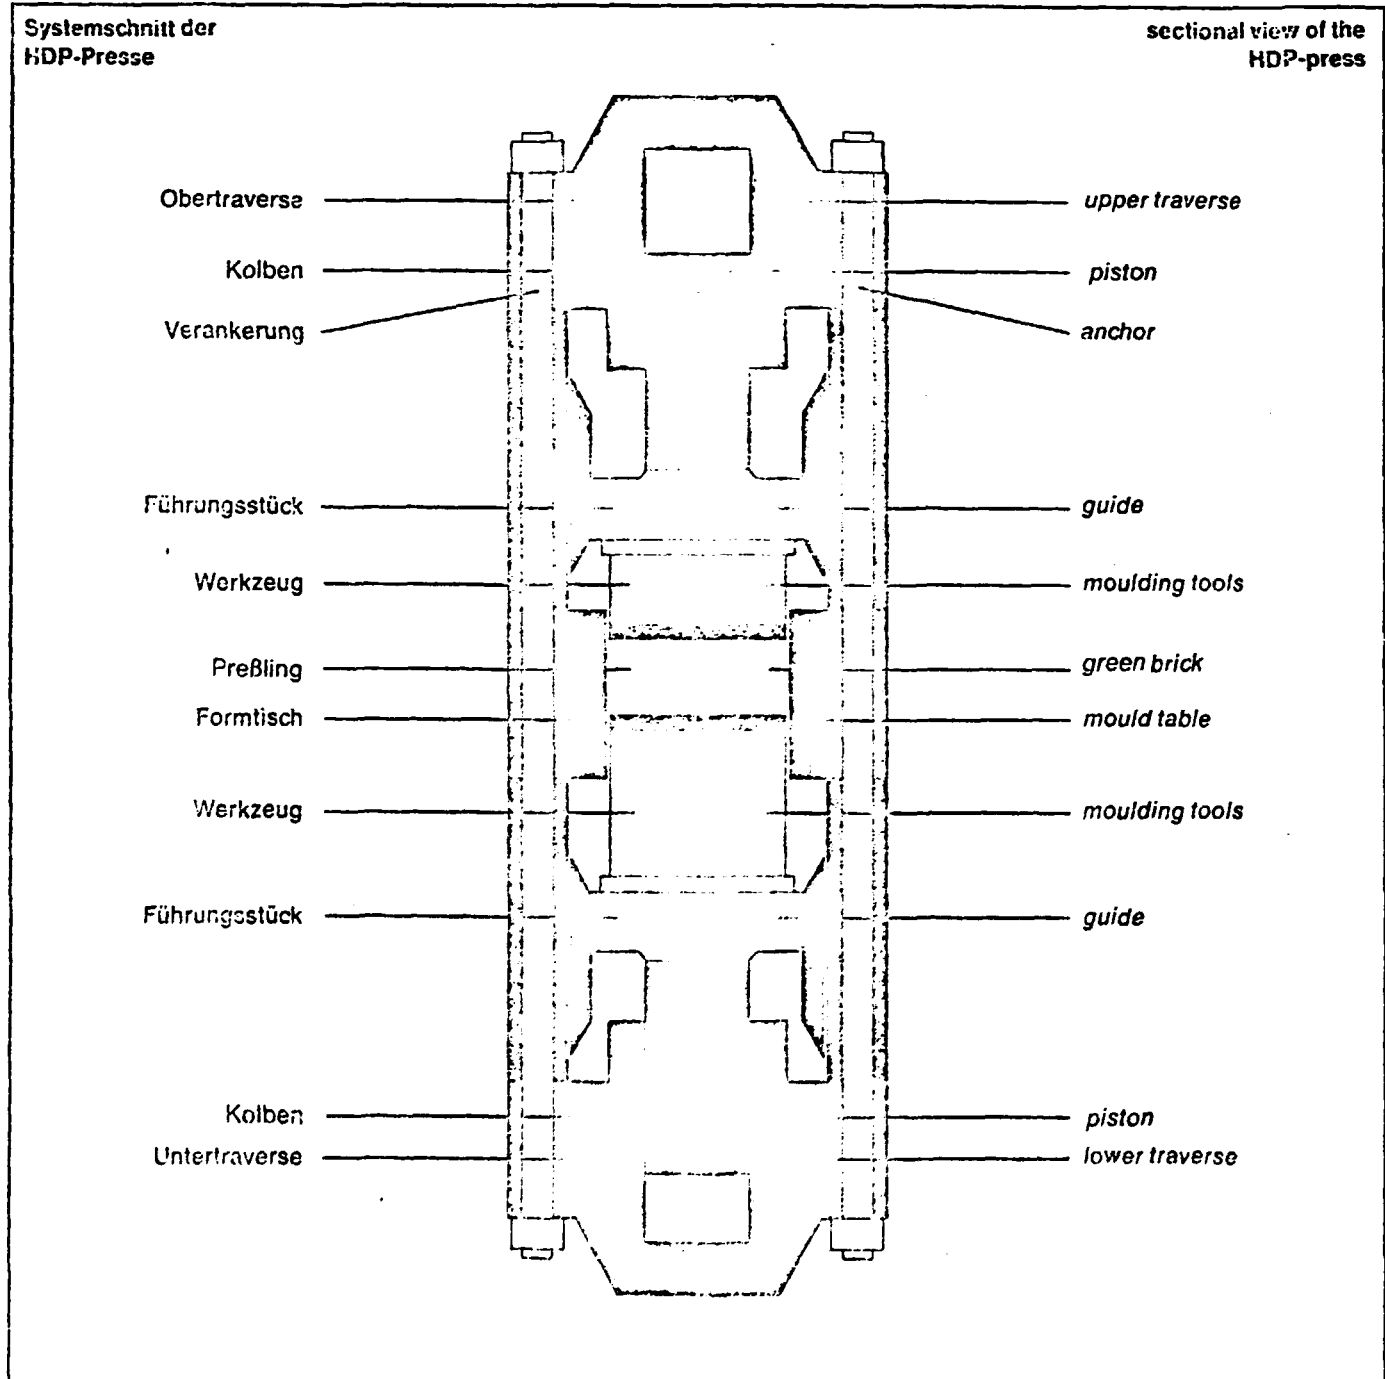 Systemschnitt der
HDP-Presse
sectional view of the
HDP-press
Obertraverse
upper traverse
Kolben
piston
Verankerung
anchor
Führungsstück
guide
Werkzeug
moulding tools
Preßling
green brick
Formtisch
mould table
Werkzeug
moulding tools
Führungsstück
guide
Kolben
piston
Untertraverse
lower traverse